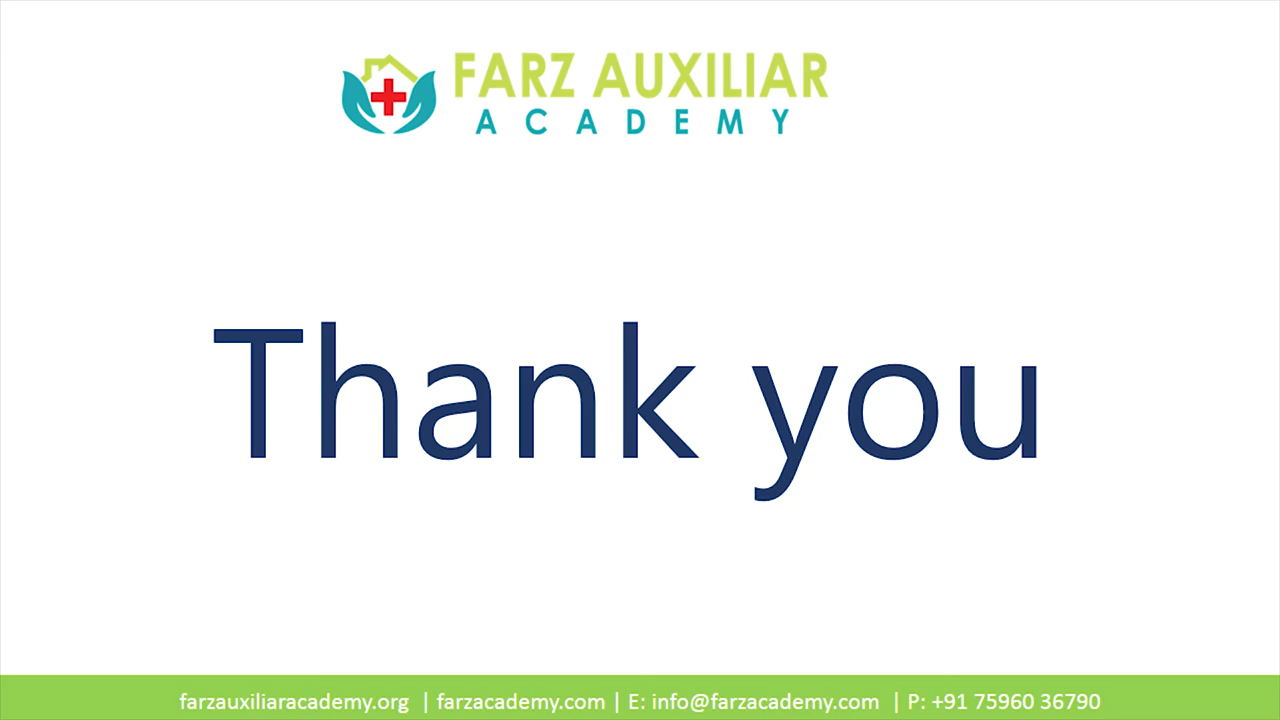 FARZ AUXILIAR
ACADEMY
Thank you
farzauxiliaracademy.org | farzacademy.com | E: info@farzacademy.com | P: +91 75960 36790